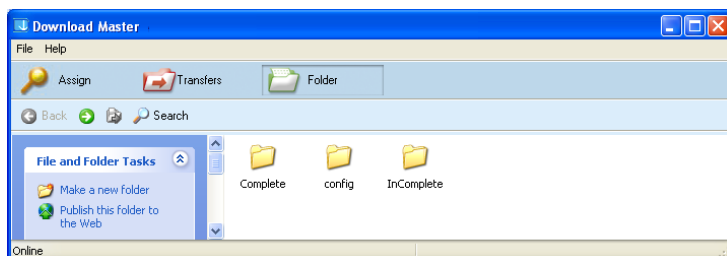 Download Master
File Help
Assign Transfers Folder
Back Search
File and Folder Tasks
Make a new folder
Publish this folder to
the Web
Complete config InComplete
Online